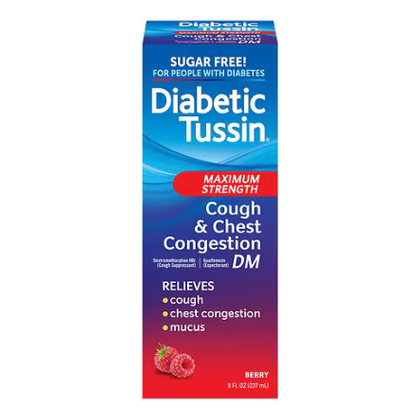 SUGAR FREE!
FOR PEOPLE WITH DIABETES
Diabetic
Tussin®
MAXIMUM
STRENGTH
Cough
& Chest
Congestion
Dextromethorphan HBr | Guaifenesin
(Cough Suppressant) | (Expectorant) DM
RELIEVES
• cough
• chest congestion
• mucus
BERRY
8 FL OZ (237 mL)